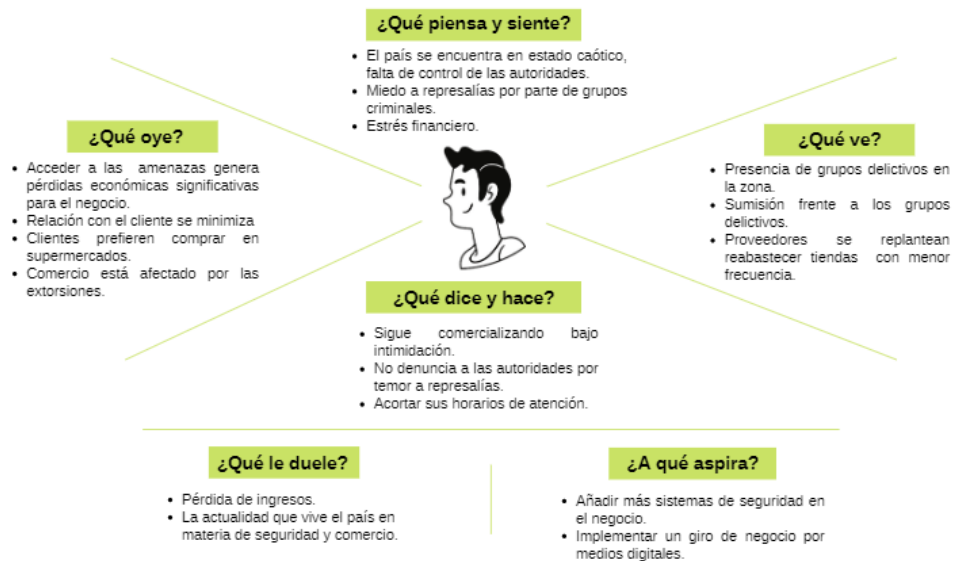 ¿Qué piensa y siente?
• El país se encuentra en estado caótico,
falta de control de las autoridades.
• Miedo a represalías por parte de grupos
criminales.
• Estrés financiero.
¿Qué oye?
• Acceder a las amenazas genera
pérdidas económicas significativas
para el negocio.
• Relación con el cliente se minimiza
• Clientes prefieren comprar en
supermercados.
• Comercio está afectado por las
extorsiones.
¿Qué ve?
• Presencia de grupos delictivos en
la zona.
• Sumisión frente a los grupos
delictivos.
• Proveedores se replantean
reabastecer tiendas con menor
frecuencia.
¿Qué dice y hace?
• Sigue comercializando bajo
intimidación.
• No denuncia a las autoridades por
temor a represalías.
• Acortar sus horarios de atención.
¿Qué le duele?
• Pérdida de ingresos.
• La actualidad que vive el país en
materia de seguridad y comercio.
¿A qué aspira?
• Añadir más sistemas de seguridad en
el negocio.
• Implementar un giro de negocio por
medios digitales.